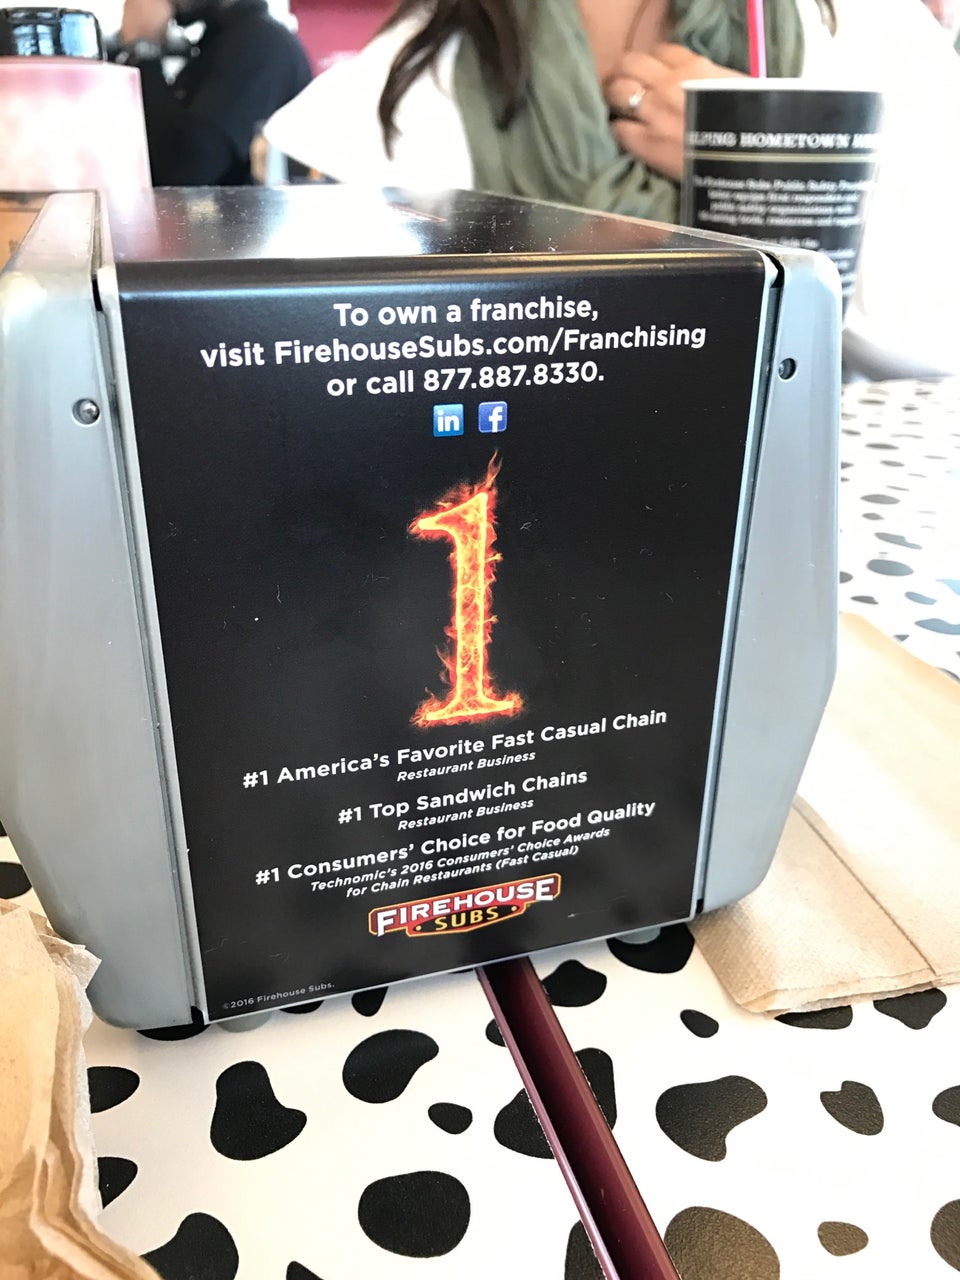 To own a franchise,
visit FirehouseSubs.com/Franchising
or call 877.887.8330.
in f
1
#1 America's Favorite Fast Casual Chain
Restaurant Business
#1 Top Sandwich Chains
Restaurant Business
#1 Consumers' Choice for Food Quality
Technomic's 2016 Consumers' Choice Awards
for Chain Restaurants (Fast Casual)
FIREHOUSE
SUBS
©2016 Firehouse Subs.
HOMETOWN